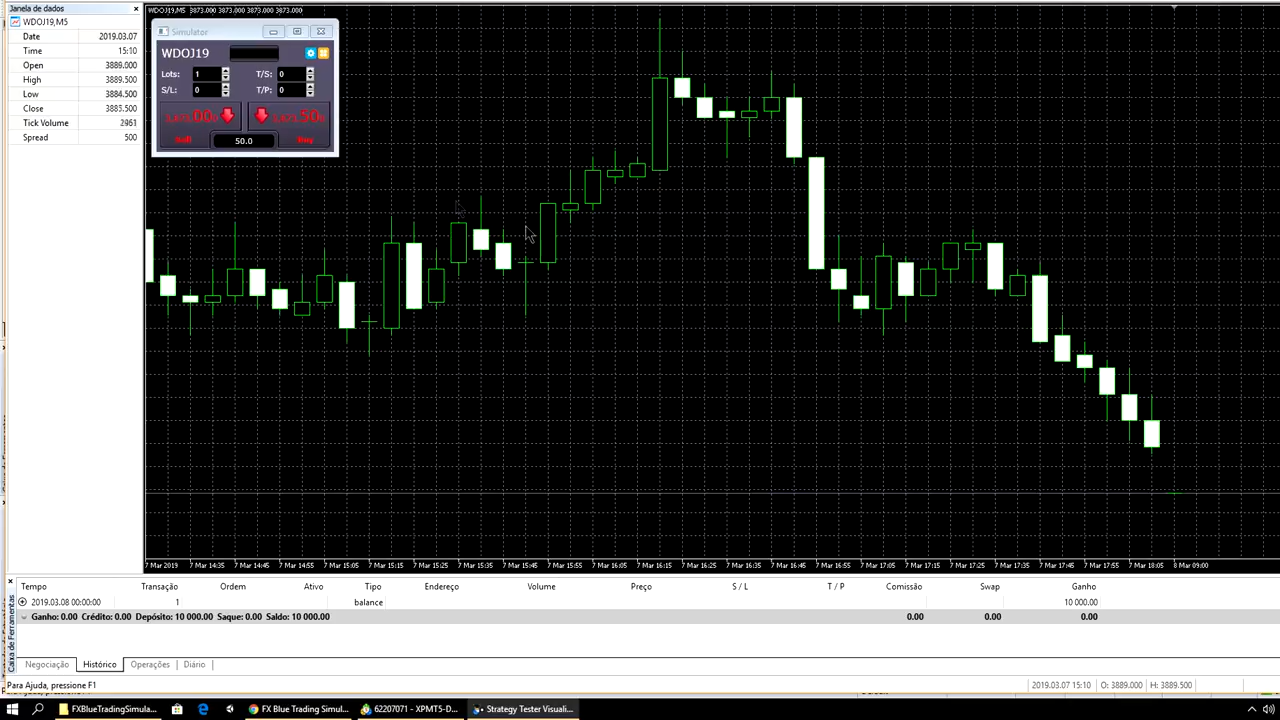 Janela de dados
WDOJ19,M5
Date 2019.03.07
Time 15:10
Open 3889.000
High 3889.500
Low 3884.500
Close 3883.500
Tick Volume 2951
Spread 500
WDOJ19,M5 3873.000 3873.000 3873.000 3873.000
Simulator
WDOJ19
Lots: 1 T/S: 0
S/L: 0 T/P: 0
3,873.00 3,873.50
Sell 50.0 Buy
7 Mar 2019 7 Mar 14:35 7 Mar 14:45 7 Mar 14:55 7 Mar 15:05 7 Mar 15:15 7 Mar 15:25 7 Mar 15:35 7 Mar 15:45 7 Mar 15:55 7 Mar 16:05 7 Mar 16:15 7 Mar 16:25 7 Mar 16:35 7 Mar 16:45 7 Mar 16:55 7 Mar 17:05 7 Mar 17:15 7 Mar 17:25 7 Mar 17:35 7 Mar 17:45 7 Mar 17:55 7 Mar 18:05 8 Mar 09:00
Tempo Transação Ordem Ativo Tipo Endereço Volume Preço S / L T / P Comissão Swap Ganho
2019.03.08 00:00:00 1 balance 10 000.00
Ganho: 0.00 Crédito: 0.00 Depósito: 10 000.00 Saque: 0.00 Saldo: 10 000.00 0.00 0.00 0.00
Caixa de Ferramentas
Negociação Histórico Operações Diário
Para Ajuda, pressione F1 2019.03.07 15:10 O: 3889.000 H: 3889.500
FXBlueTradingSimula... FX Blue Trading Simu... 62207071 - XPMT5-D... Strategy Tester Visuali...